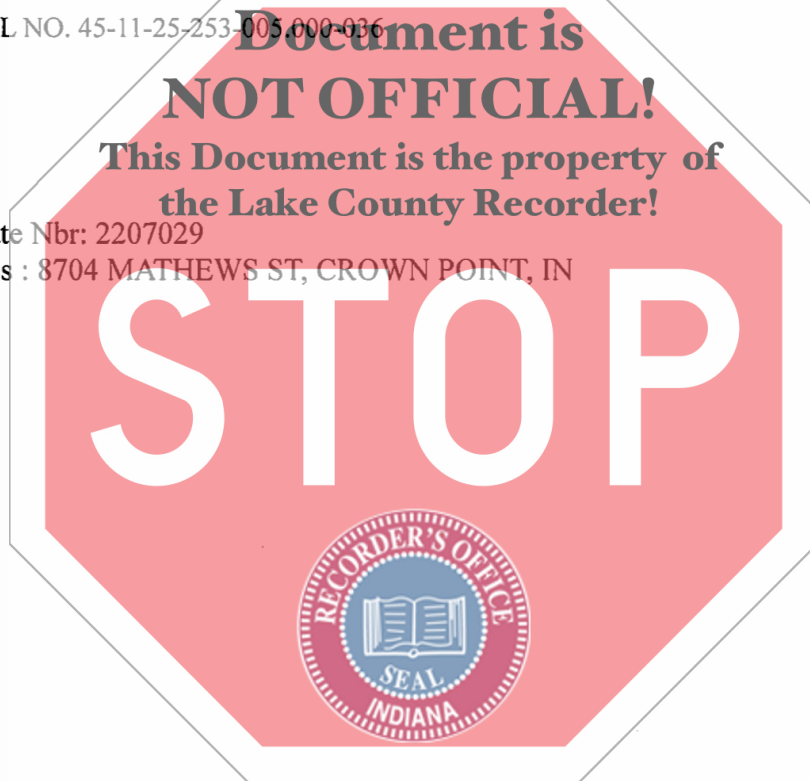 L NO. 45-11-25-253-005.000-036
Document is
NOT OFFICIAL!
This Document is the property of
the Lake County Recorder!
te Nbr: 2207029
s : 8704 MATHEWS ST, CROWN POINT, IN
STOP
RECORDER'S OFFICE
SEAL
INDIANA